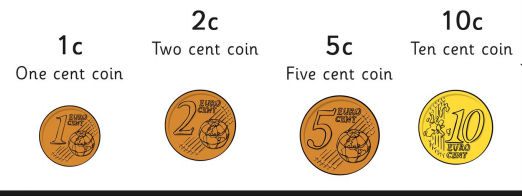 1c
One cent coin
1 EURO
CENT
2c
Two cent coin
2 EURO
CENT
5c
Five cent coin
5 EURO
CENT
10c
Ten cent coin
10
EURO
CENT